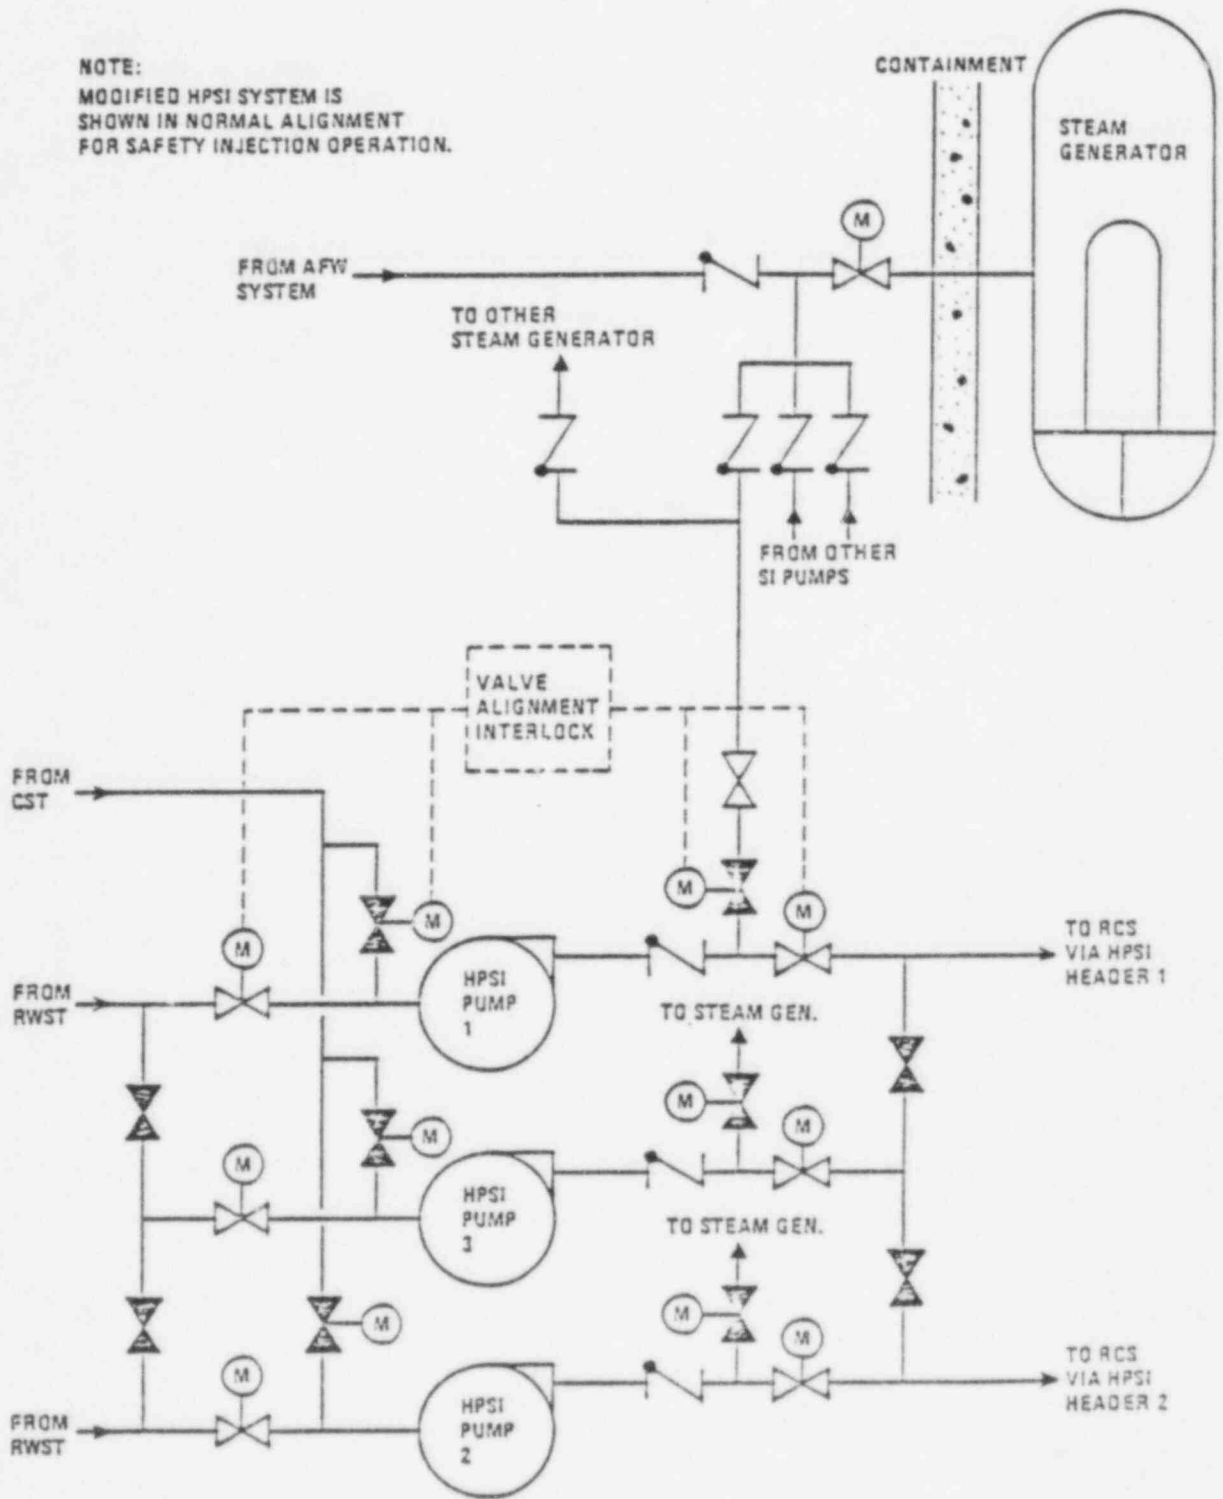 NOTE:
MODIFIED HPSI SYSTEM IS
SHOWN IN NORMAL ALIGNMENT
FOR SAFETY INJECTION OPERATION.
CONTAINMENT
STEAM
GENERATOR
M
FROM AFW
SYSTEM
TO OTHER
STEAM GENERATOR
FROM OTHER
SI PUMPS
VALVE
ALIGNMENT
INTERLOCK
FROM
CST
M
M
M
M
HPSI
PUMP
1
TO RCS
VIA HPSI
HEADER 1
FROM
RWST
TO STEAM GEN.
M
M
M
M
HPSI
PUMP
3
TO STEAM GEN.
M
M
M
M
HPSI
PUMP
2
TO RCS
VIA HPSI
HEADER 2
FROM
RWST